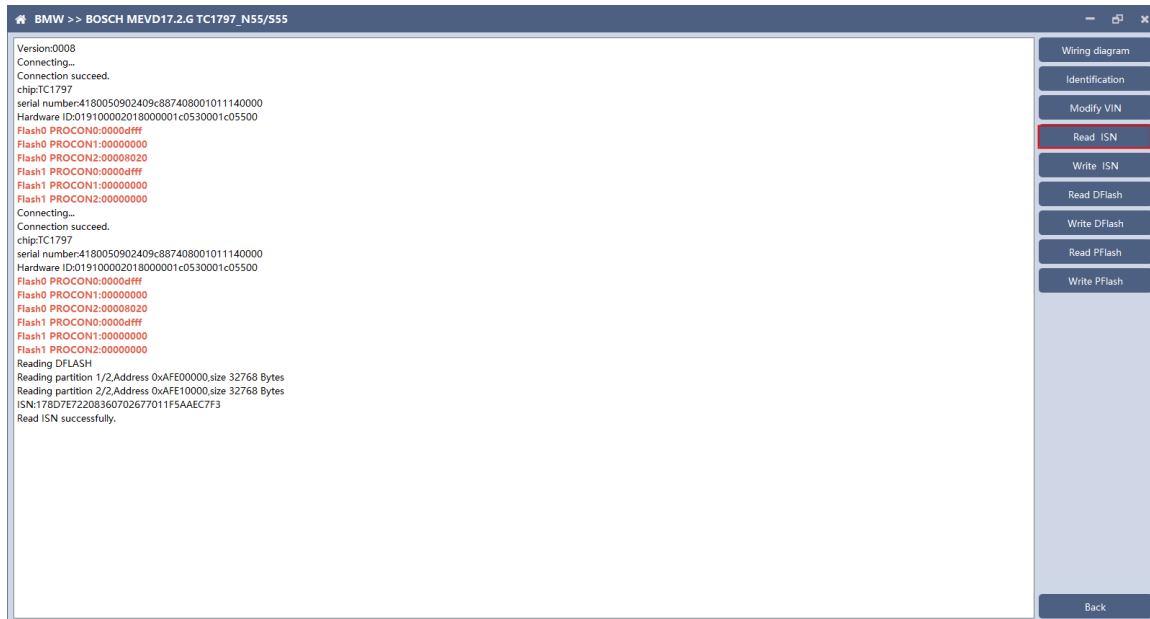 BMW >> BOSCH MEVD17.2.G TC1797_N55/S55
Version:0008
Connecting...
Connection succeed.
chip:TC1797
serial number:4180050902409c887408001011140000
Hardware ID:019100002018000001c0530001c05500
Flash0 PROCON0:0000dfff
Flash0 PROCON1:00000000
Flash0 PROCON2:00008020
Flash1 PROCON0:0000dfff
Flash1 PROCON1:00000000
Flash1 PROCON2:00000000
Connecting...
Connection succeed.
chip:TC1797
serial number:4180050902409c887408001011140000
Hardware ID:019100002018000001c0530001c05500
Flash0 PROCON0:0000dfff
Flash0 PROCON1:00000000
Flash0 PROCON2:00008020
Flash1 PROCON0:0000dfff
Flash1 PROCON1:00000000
Flash1 PROCON2:00000000
Reading DFLASH
Reading partition 1/2,Address 0xAFE00000,size 32768 Bytes
Reading partition 2/2,Address 0xAFE10000,size 32768 Bytes
ISN:178D7E72208360702677011F5AAEC7F3
Read ISN successfully.
Wiring diagram
Identification
Modify VIN
Read ISN
Write ISN
Read DFlash
Write DFlash
Read PFlash
Write PFlash
Back